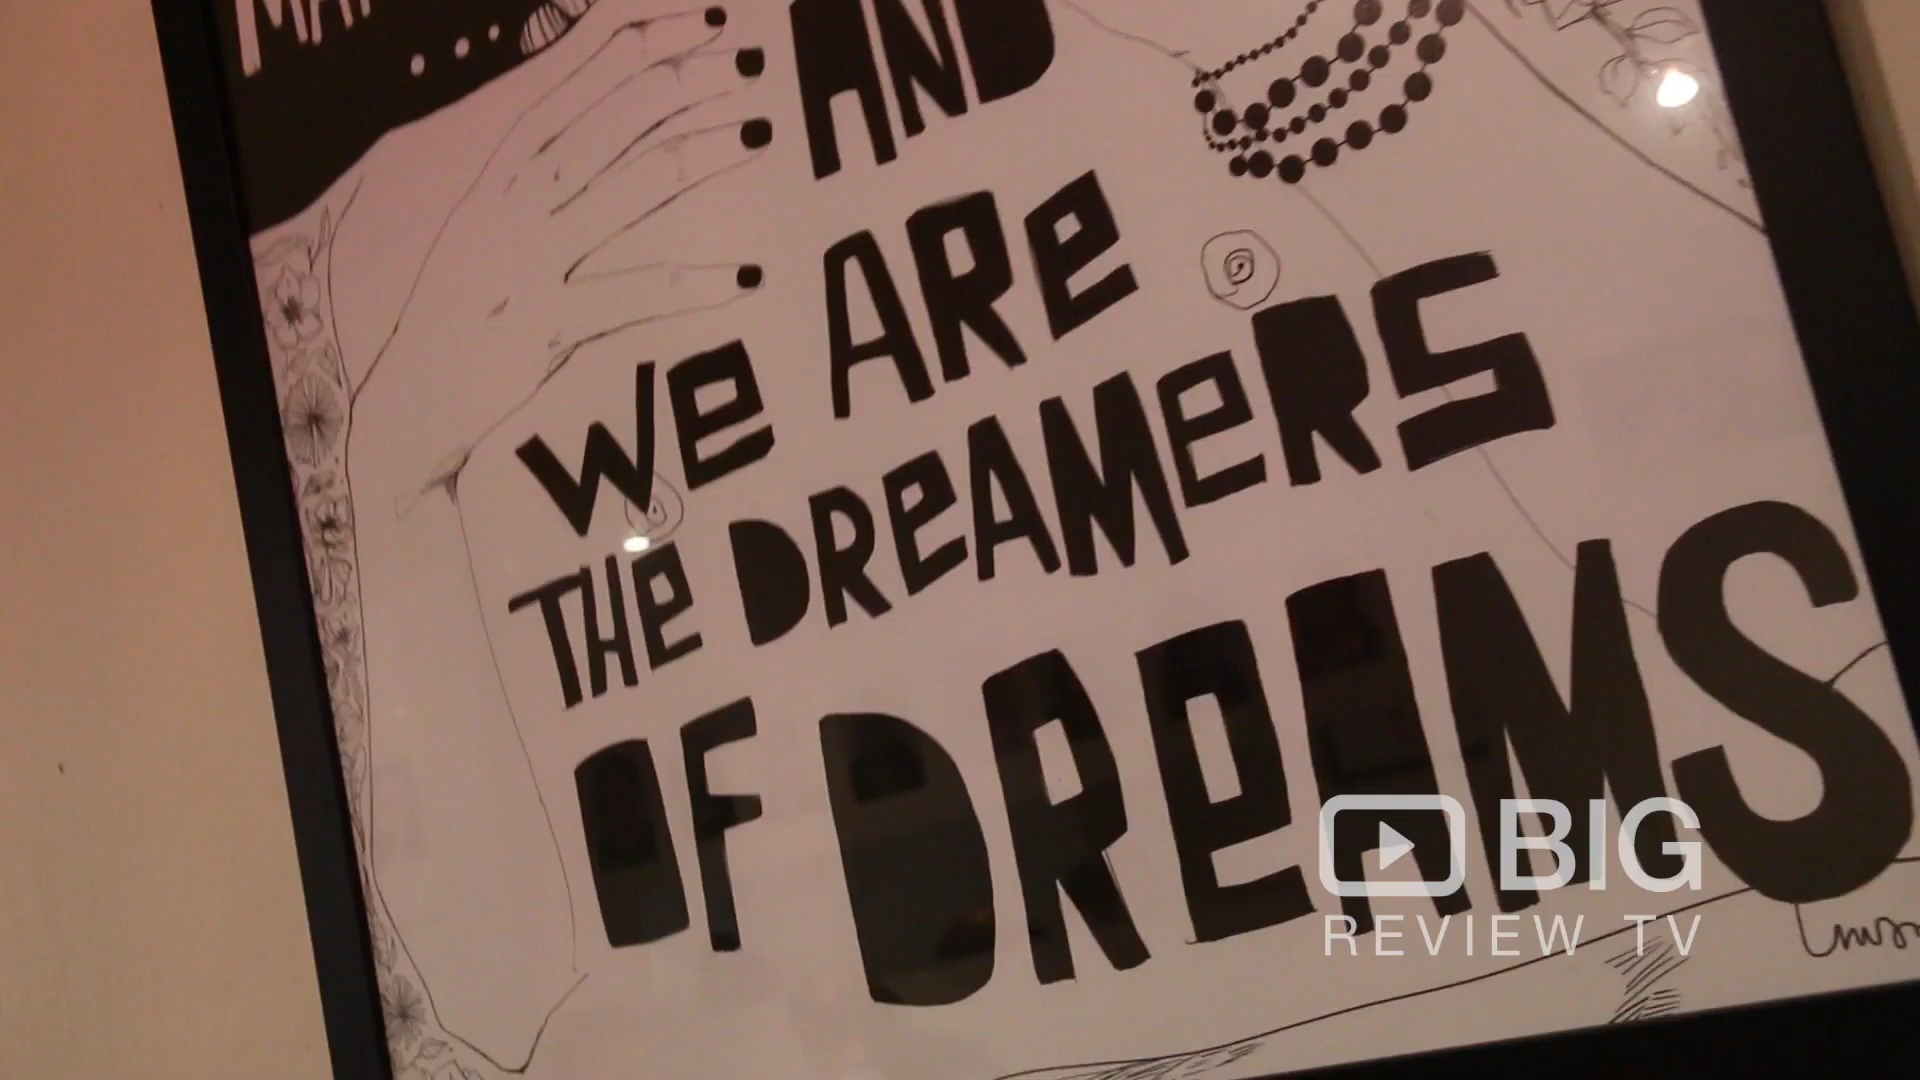 AND
WE ARE
THE DREAMERS
OF DREAMS
BIG
REVIEW TV